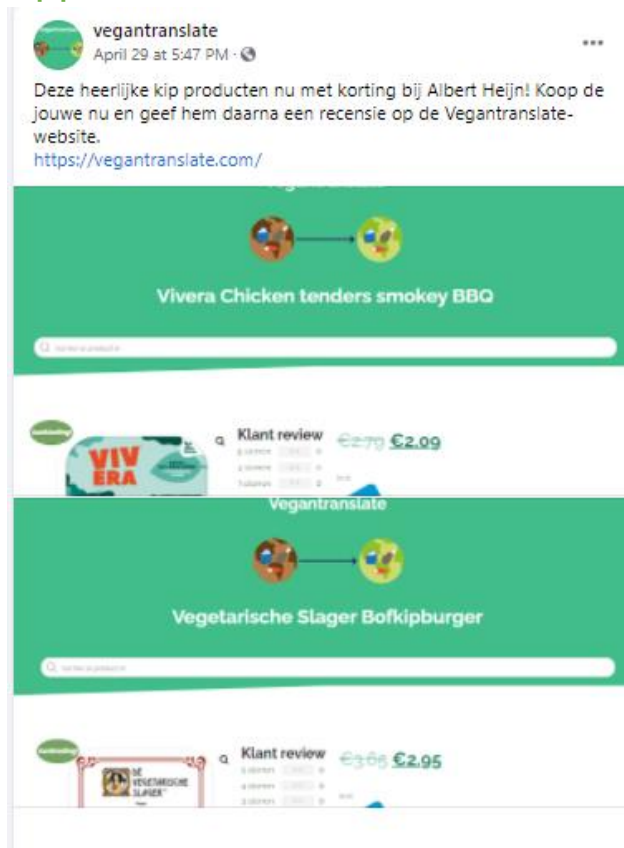 vegantranslate
April 29 at 5:47 PM ·
Deze heerlijke kip producten nu met korting bij Albert Heijn! Koop de
jouwe nu en geef hem daarna een recensie op de Vegantranslate-
website.
https://vegantranslate.com/
Vivera Chicken tenders smokey BBQ
Klant review €2.79 €2.09
VIV
ERA
Vegantranslate
Vegetarische Slager Bofkipburger
Klant review €3.65 €2.95
DE
VEGETARISCHE
SLAGER